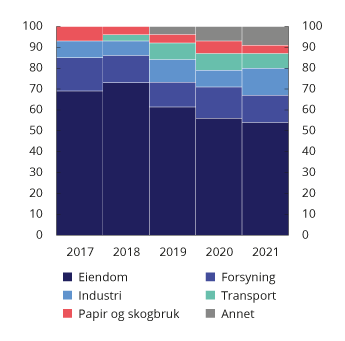 100 100
90 90
80 80
70 70
60 60
50 50
40 40
30 30
20 20
10 10
0 0
2017 2018 2019 2020 2021
Eiendom Forsyning
Industri Transport
Papir og skogbruk Annet